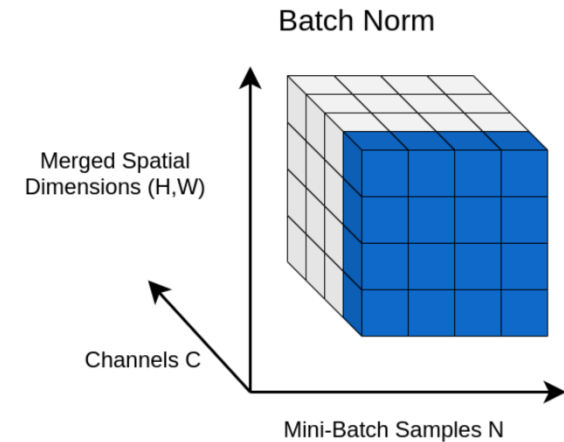 Batch Norm
Merged Spatial
Dimensions (H,W)
Channels C
Mini-Batch Samples N